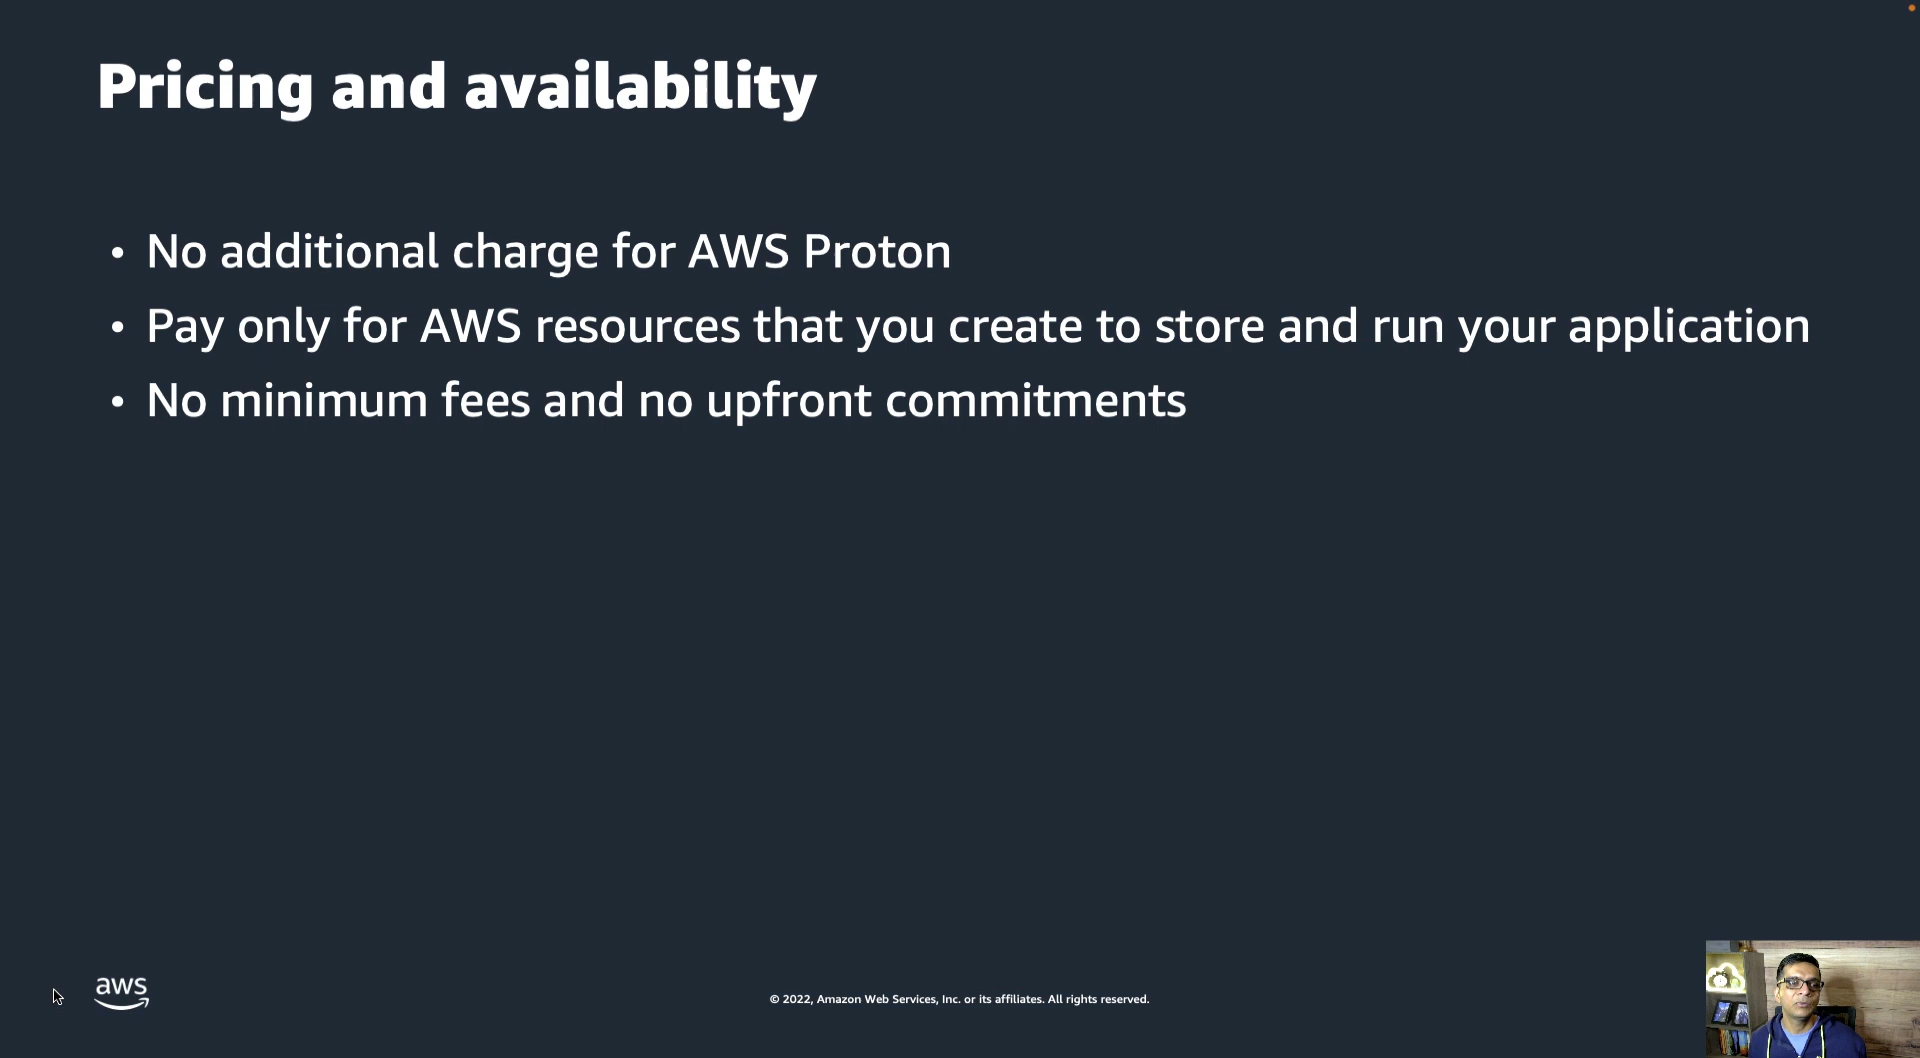 Pricing and availability
• No additional charge for AWS Proton
• Pay only for AWS resources that you create to store and run your application
• No minimum fees and no upfront commitments
aws
© 2022, Amazon Web Services, Inc. or its affiliates. All rights reserved.